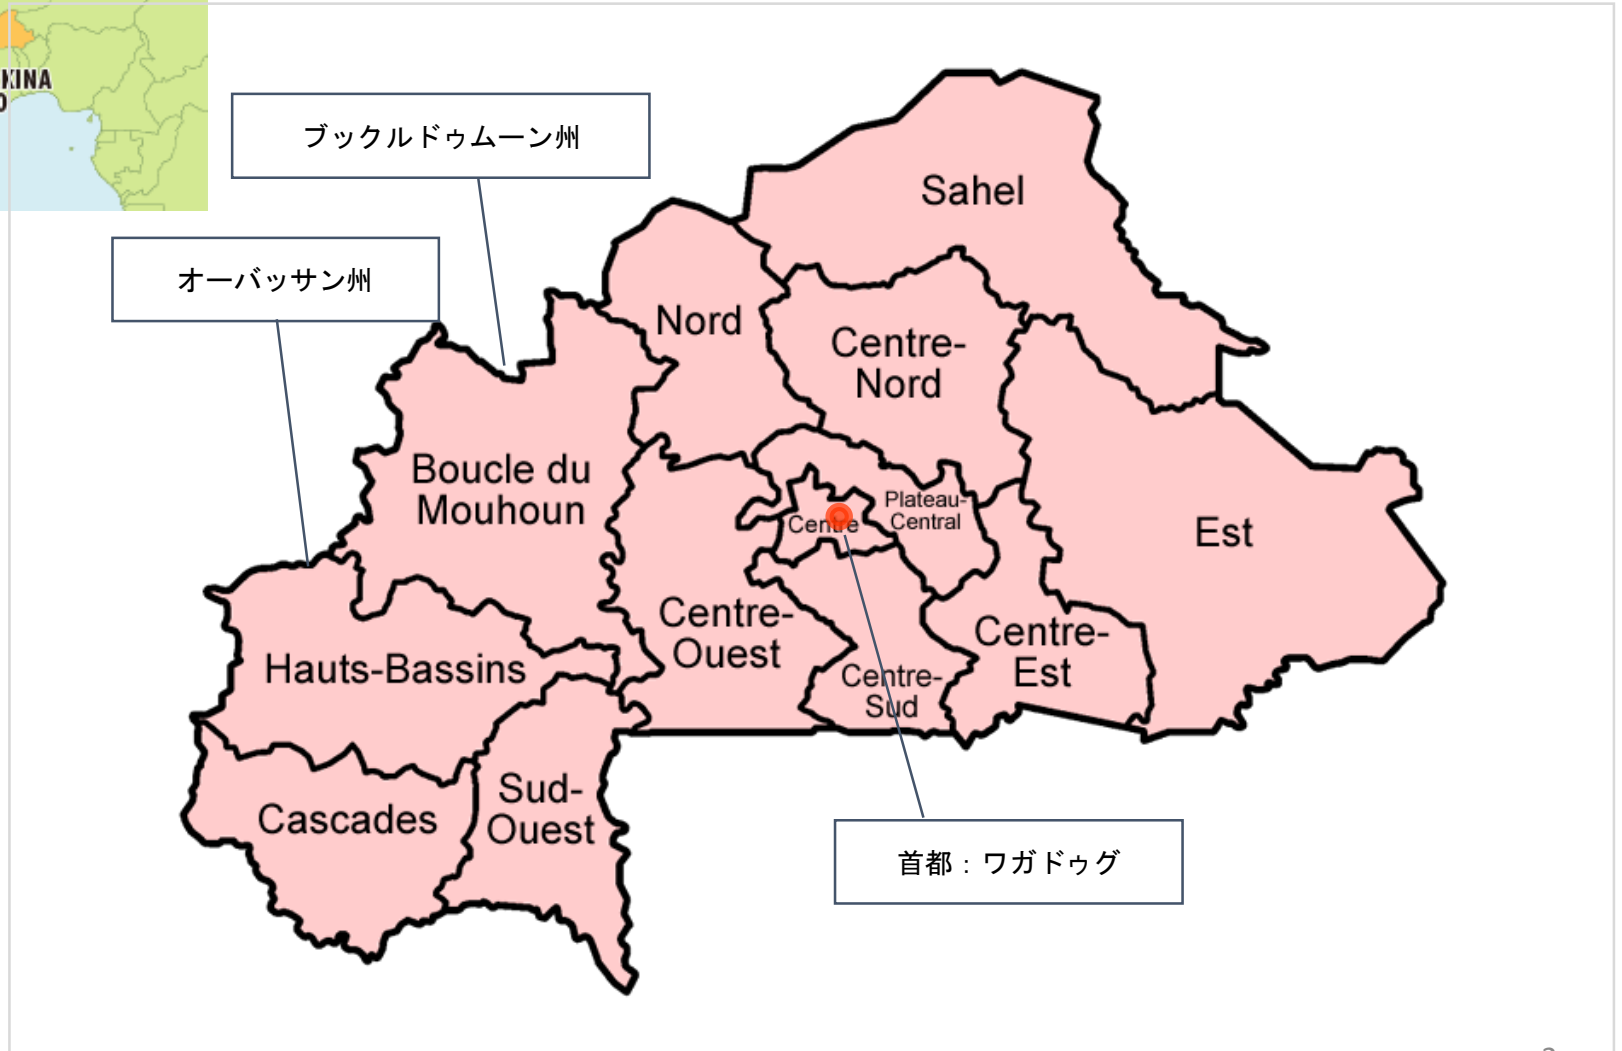 KINA
O
ブックルドゥムーン州
オーバッサン州
Sahel
Nord
Centre-
Nord
Boucle du
Mouhoun
Plateau-
Central
Centre
Est
Centre-
Ouest
Centre-
Est
Hauts-Bassins
Centre-
Sud
Sud-
Ouest
Cascades
首都：ワガドゥグ